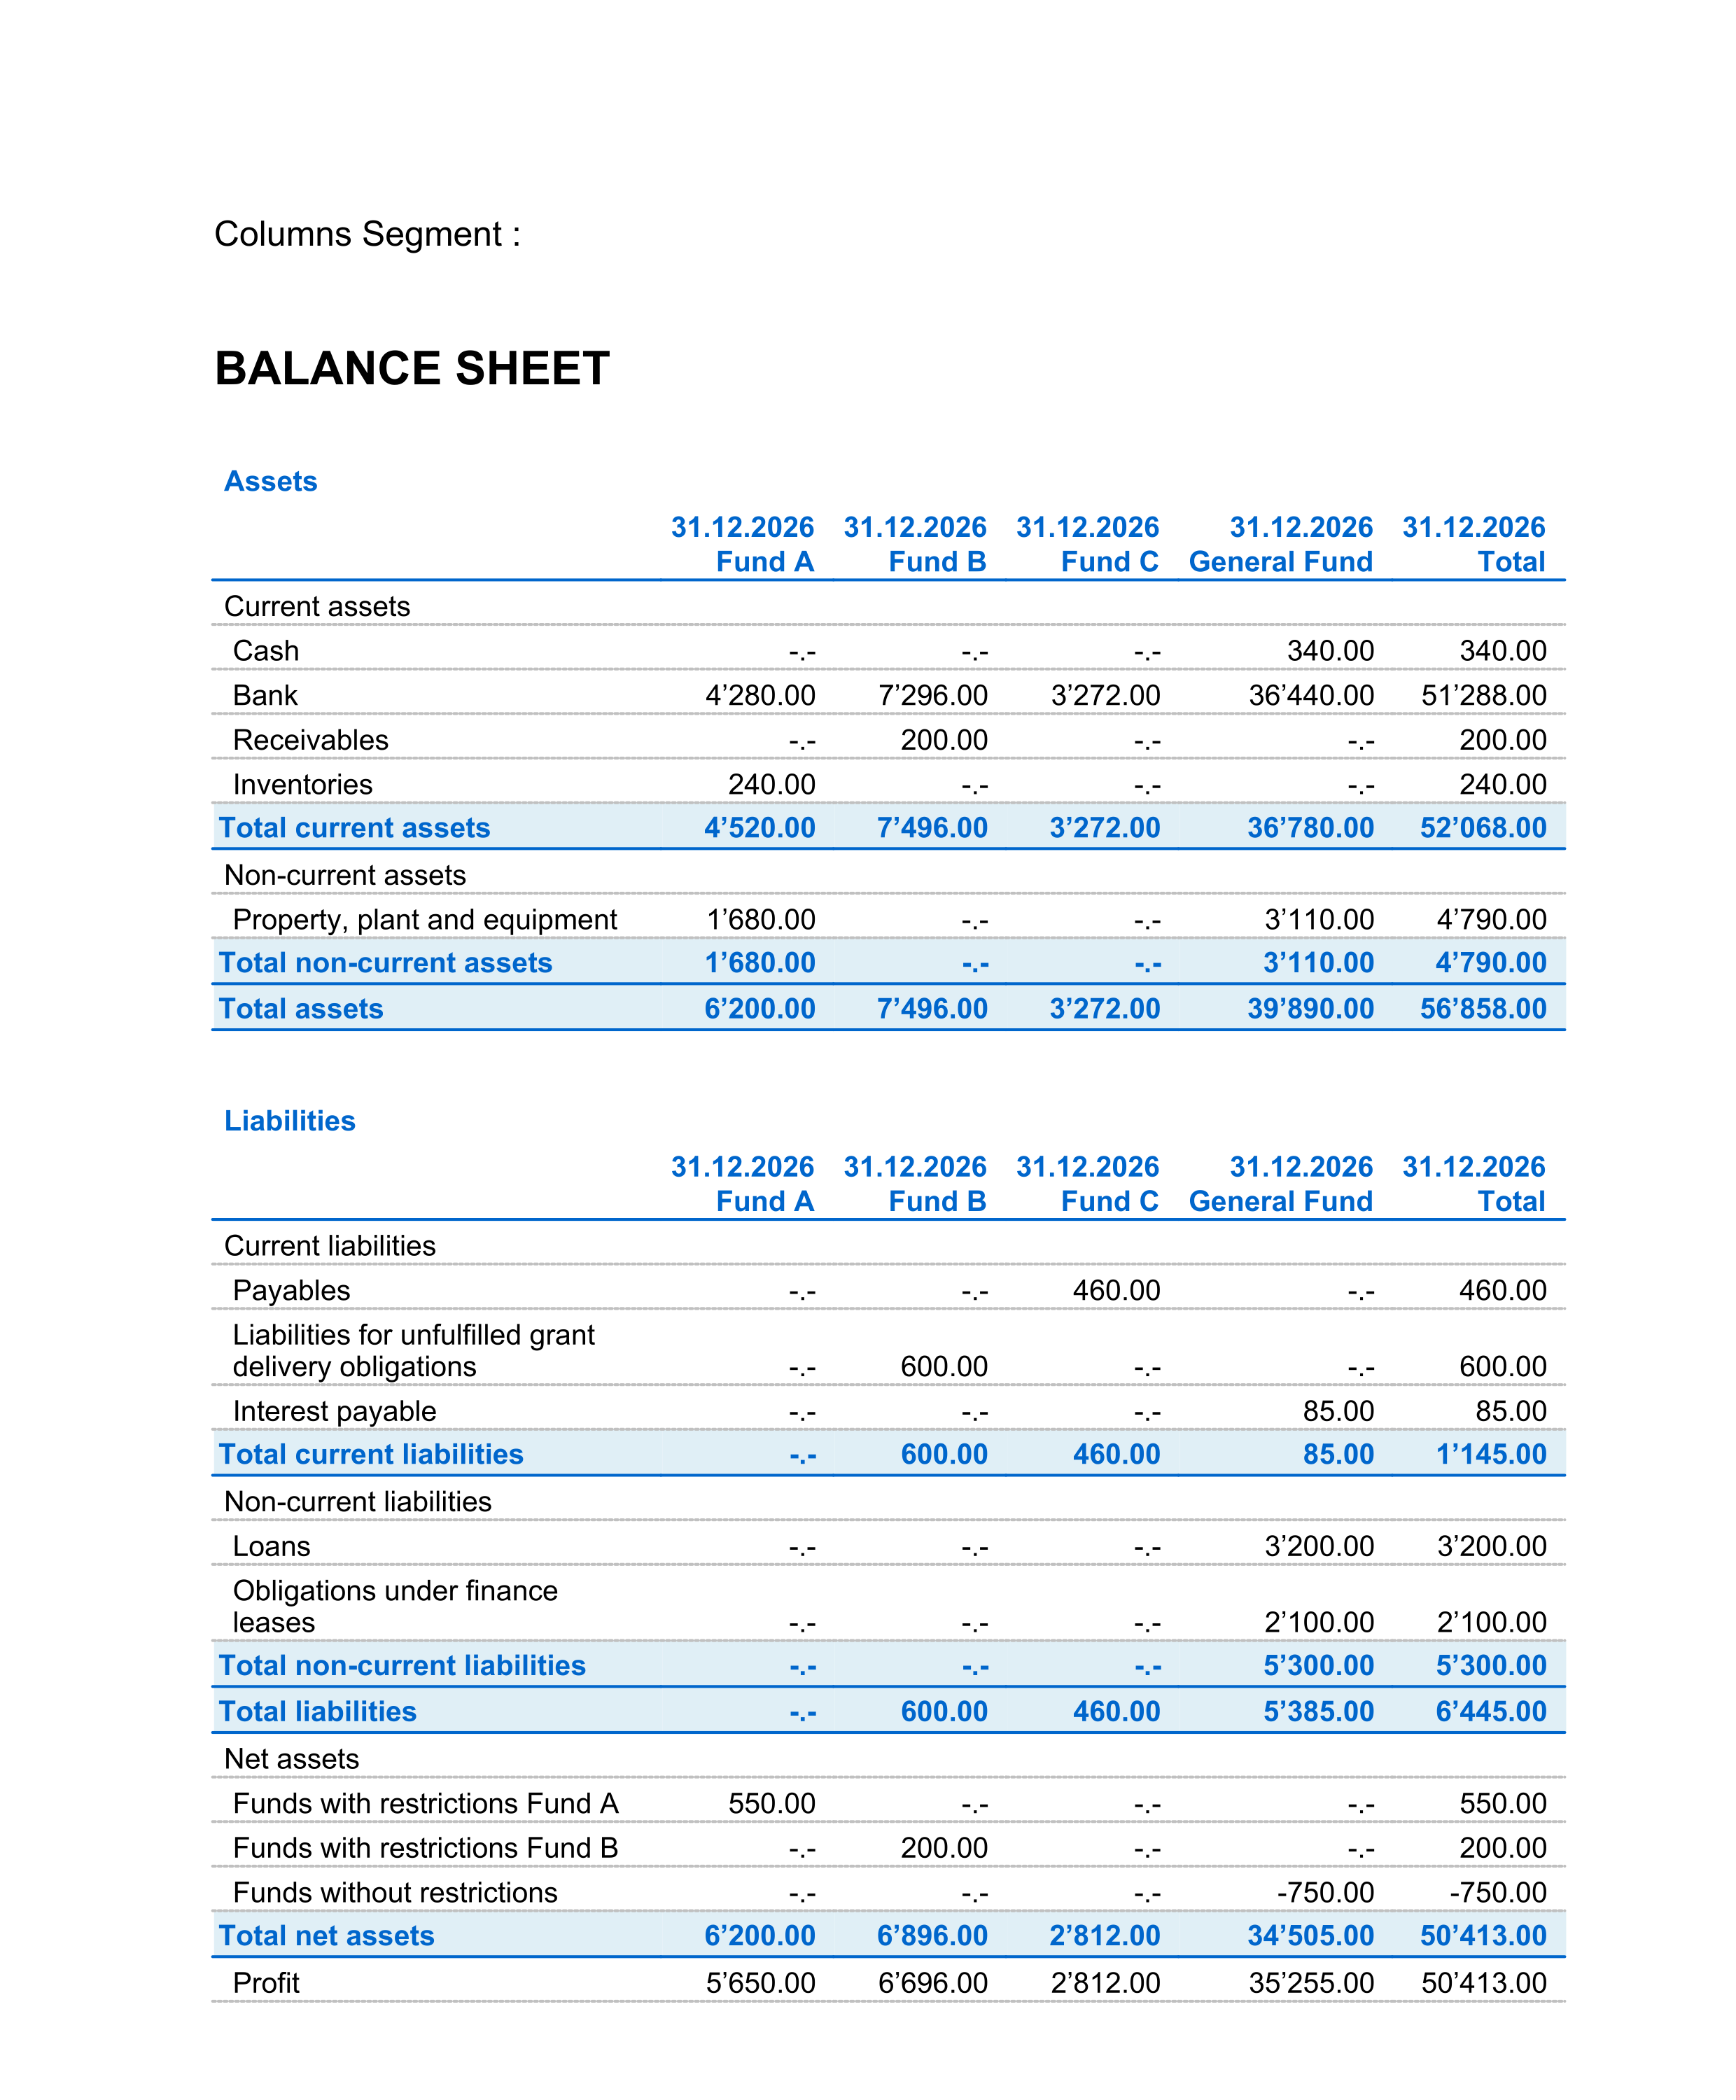 Columns Segment :
BALANCE SHEET
Assets
31.12.2026 31.12.2026 31.12.2026 31.12.2026 31.12.2026
Fund A Fund B Fund C General Fund Total
Current assets
Cash -.- -.- -.- 340.00 340.00
Bank 4’280.00 7’296.00 3’272.00 36’440.00 51’288.00
Receivables -.- 200.00 -.- -.- 200.00
Inventories 240.00 -.- -.- -.- 240.00
Total current assets 4’520.00 7’496.00 3’272.00 36’780.00 52’068.00
Non-current assets
Property, plant and equipment 1’680.00 -.- -.- 3’110.00 4’790.00
Total non-current assets 1’680.00 -.- -.- 3’110.00 4’790.00
Total assets 6’200.00 7’496.00 3’272.00 39’890.00 56’858.00
Liabilities
31.12.2026 31.12.2026 31.12.2026 31.12.2026 31.12.2026
Fund A Fund B Fund C General Fund Total
Current liabilities
Payables -.- -.- 460.00 -.- 460.00
Liabilities for unfulfilled grant
delivery obligations -.- 600.00 -.- -.- 600.00
Interest payable -.- -.- -.- 85.00 85.00
Total current liabilities -.- 600.00 460.00 85.00 1’145.00
Non-current liabilities
Loans -.- -.- -.- 3’200.00 3’200.00
Obligations under finance
leases -.- -.- -.- 2’100.00 2’100.00
Total non-current liabilities -.- -.- -.- 5’300.00 5’300.00
Total liabilities -.- 600.00 460.00 5’385.00 6’445.00
Net assets
Funds with restrictions Fund A 550.00 -.- -.- -.- 550.00
Funds with restrictions Fund B -.- 200.00 -.- -.- 200.00
Funds without restrictions -.- -.- -.- -750.00 -750.00
Total net assets 6’200.00 6’896.00 2’812.00 34’505.00 50’413.00
Profit 5’650.00 6’696.00 2’812.00 35’255.00 50’413.00